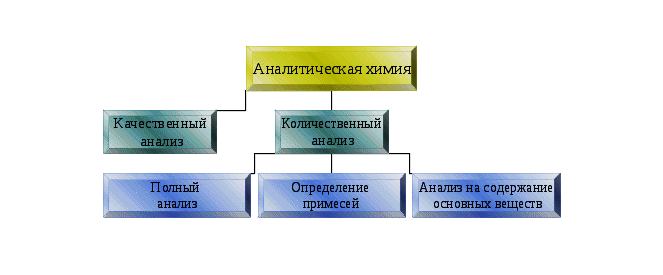 Аналитическая химия
Качественный
анализ
Количественный
анализ
Полный
анализ
Определение
примесей
Анализ на содержание
основных веществ